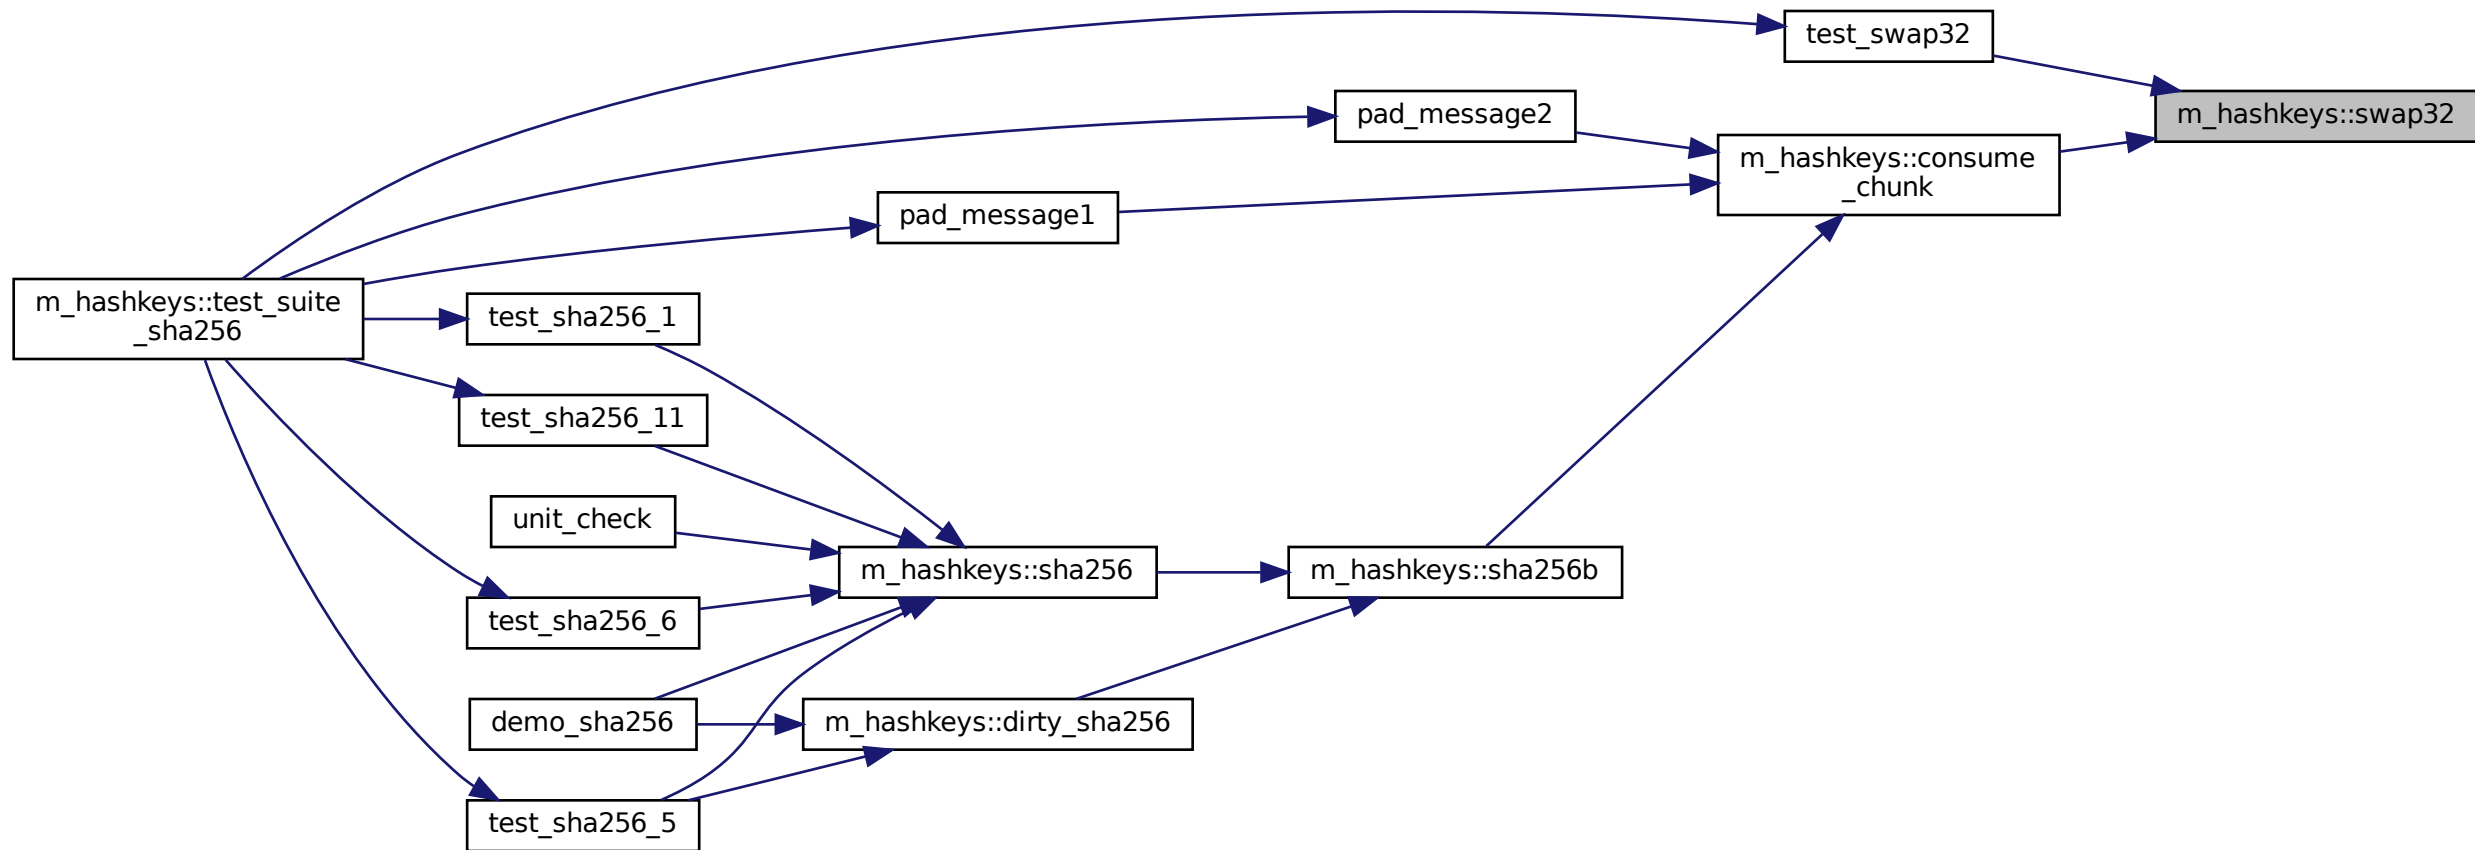 test_swap32
m_hashkeys::swap32
pad_message2
m_hashkeys::consume
_chunk
pad_message1
m_hashkeys::test_suite
_sha256
test_sha256_1
test_sha256_11
unit_check
m_hashkeys::sha256
m_hashkeys::sha256b
test_sha256_6
demo_sha256
m_hashkeys::dirty_sha256
test_sha256_5